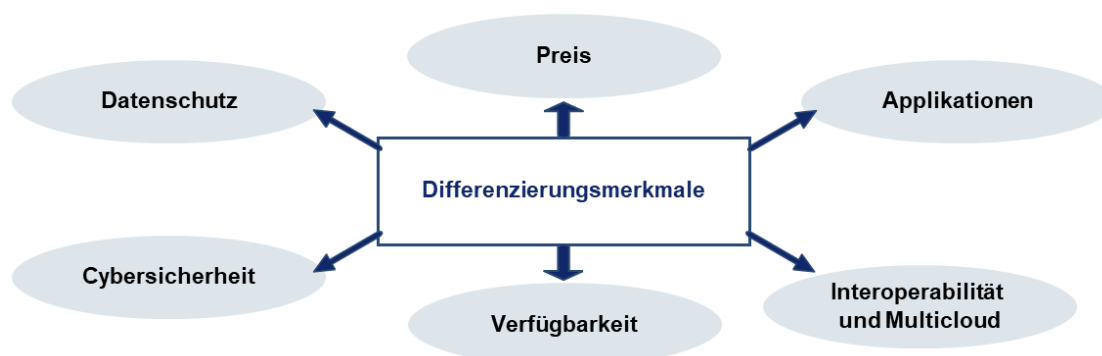 Preis
Datenschutz
Applikationen
Differenzierungsmerkmale
Cybersicherheit
Verfügbarkeit
Interoperabilität
und Multicloud